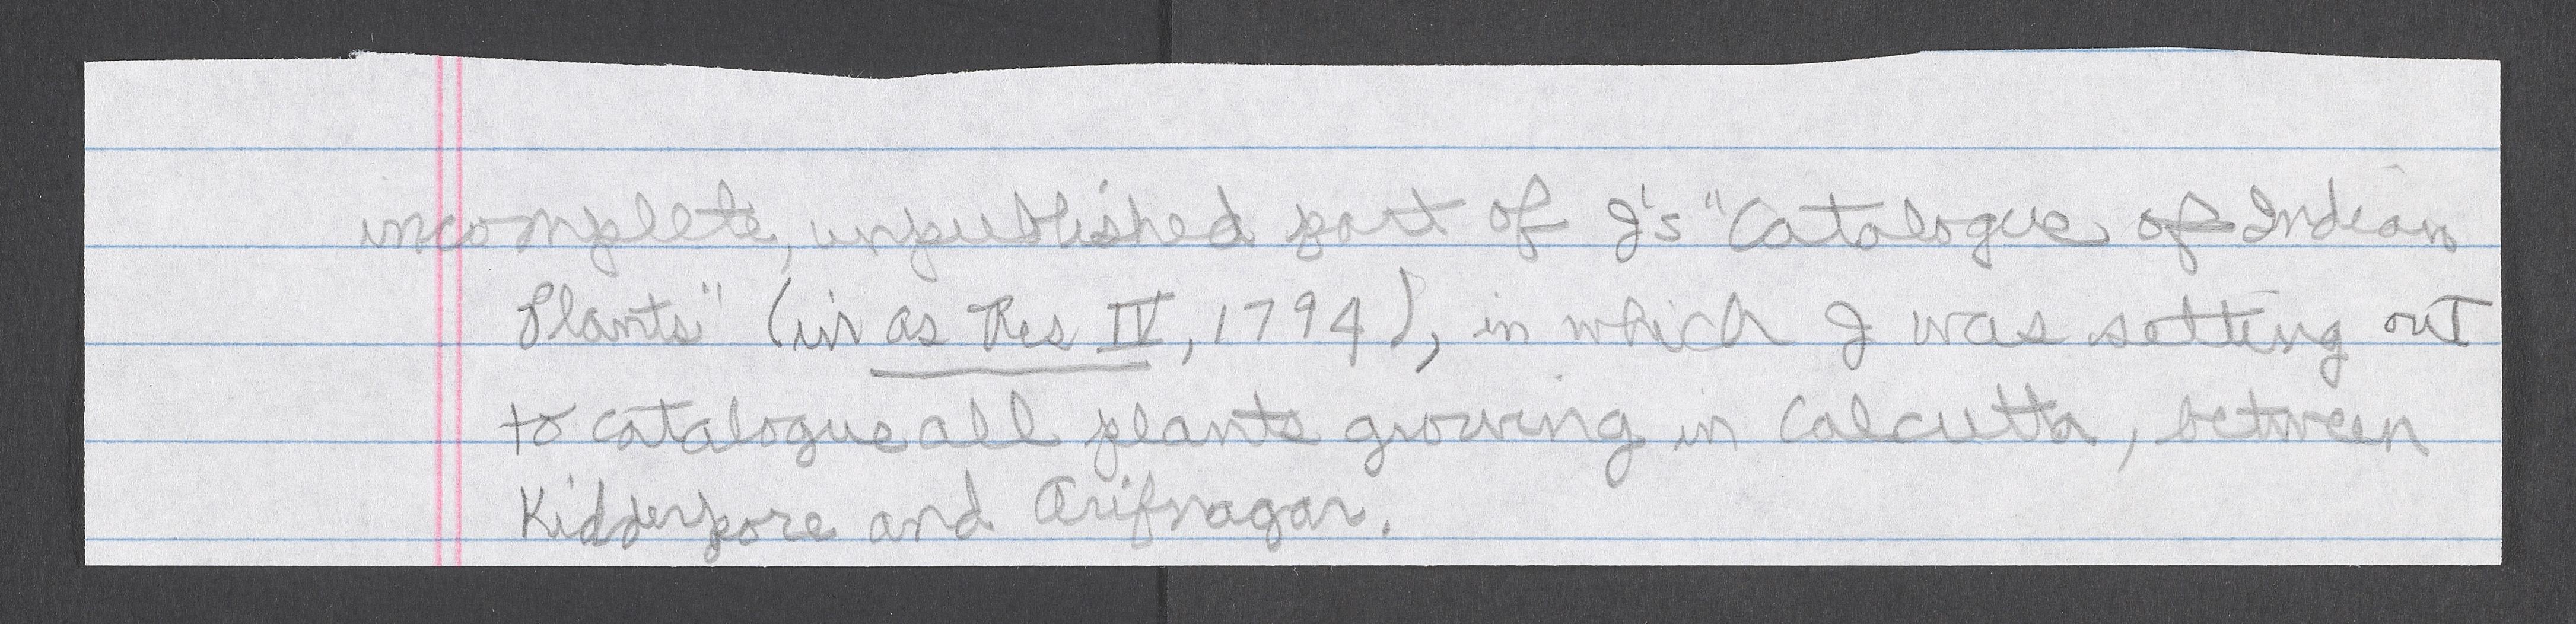 incomplete, unpublished part of J's "Catalogue of Indian
Plants" (in as Res IV, 1794), in which J was setting out
to catalogue all plants growing in Calcutta, between
Kidderpore and Arifnagar.